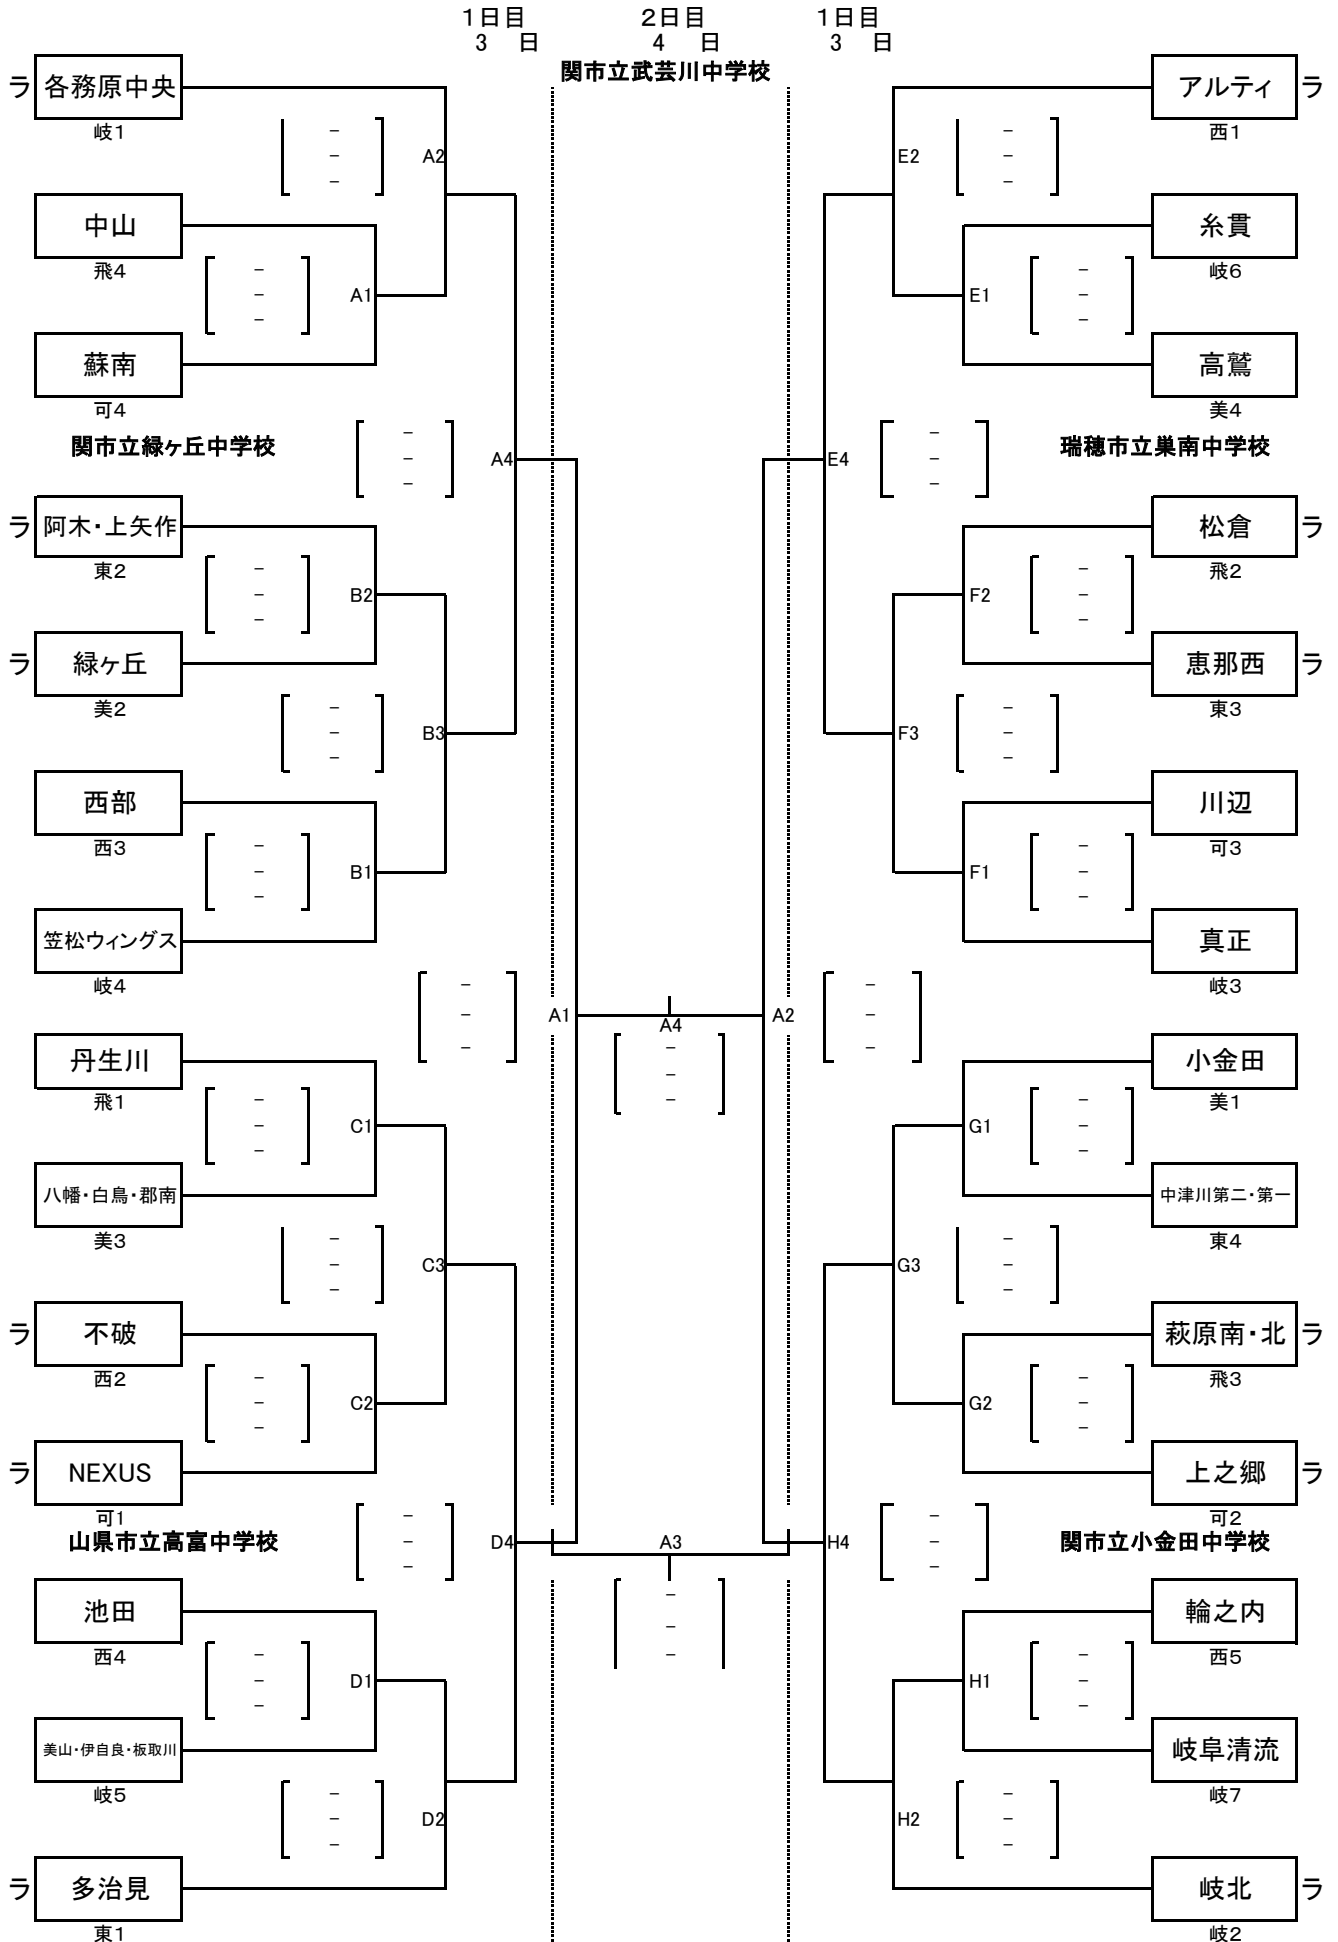 1日目 2日目 1日目
3 日 4 日 3 日
関市立武芸川中学校
ラ 各務原中央 アルティ ラ
岐1 西1
- -
- A2 E2 -
- -
中山 糸貫
飛4 岐6
- -
- A1 E1 -
- -
蘇南 高鷲
可4 美4
関市立緑ヶ丘中学校 瑞穂市立巣南中学校
- -
- A4 E4 -
- -
ラ 阿木・上矢作 松倉 ラ
東2 飛2
- -
- B2 F2 -
- -
ラ 緑ヶ丘 恵那西 ラ
美2 東3
- -
- B3 F3 -
- -
西部 川辺
西3 可3
- -
- B1 F1 -
- -
笠松ウィングス 真正
岐4 岐3
- -
- A1 A4 A2 -
- -
-
-
-
丹生川 小金田
飛1 美1
- -
- C1 G1 -
- -
八幡・白鳥・郡南 中津川第二・第一
美3 東4
- -
- C3 G3 -
- -
ラ 不破 萩原南・北 ラ
西2 飛3
- -
- C2 G2 -
- -
ラ NEXUS 上之郷 ラ
可1 可2
山県市立高富中学校 関市立小金田中学校
- -
- D4 A3 H4 -
- -
-
-
-
池田 輪之内
西4 西5
- -
- D1 H1 -
- -
美山・伊自良・板取川 岐阜清流
岐5 岐7
- -
- D2 H2 -
- -
ラ 多治見 岐北 ラ
東1 岐2